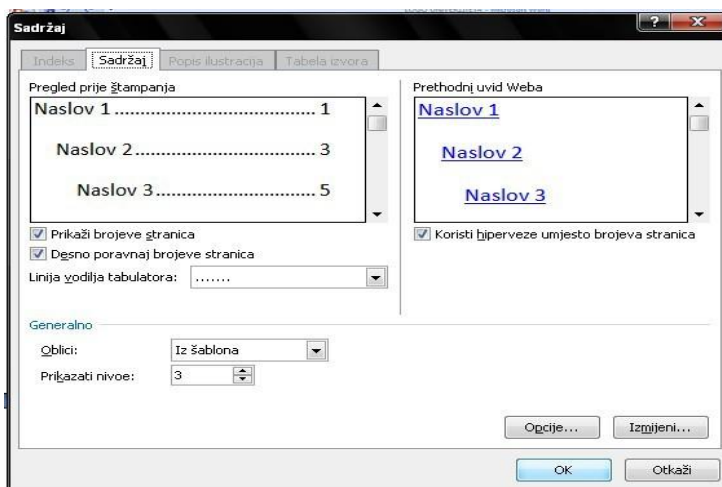 Sadržaj
Indeks Sadržaj Popis ilustracija Tabela izvora
Pregled prije štampanja
Naslov 1 ........................................ 1
Naslov 2 ................................... 3
Naslov 3 ............................... 5
Prikaži brojeve stranica
Desno poravnaj brojeve stranica
Linija vodilja tabulatora: .......
Prethodni uvid Weba
Naslov 1
Naslov 2
Naslov 3
Koristi hiperveze umjesto brojeva stranica
Generalno
Oblici: Iz šablona
Prikazati nivoe: 3
Opcije... Izmijeni...
OK Otkaži